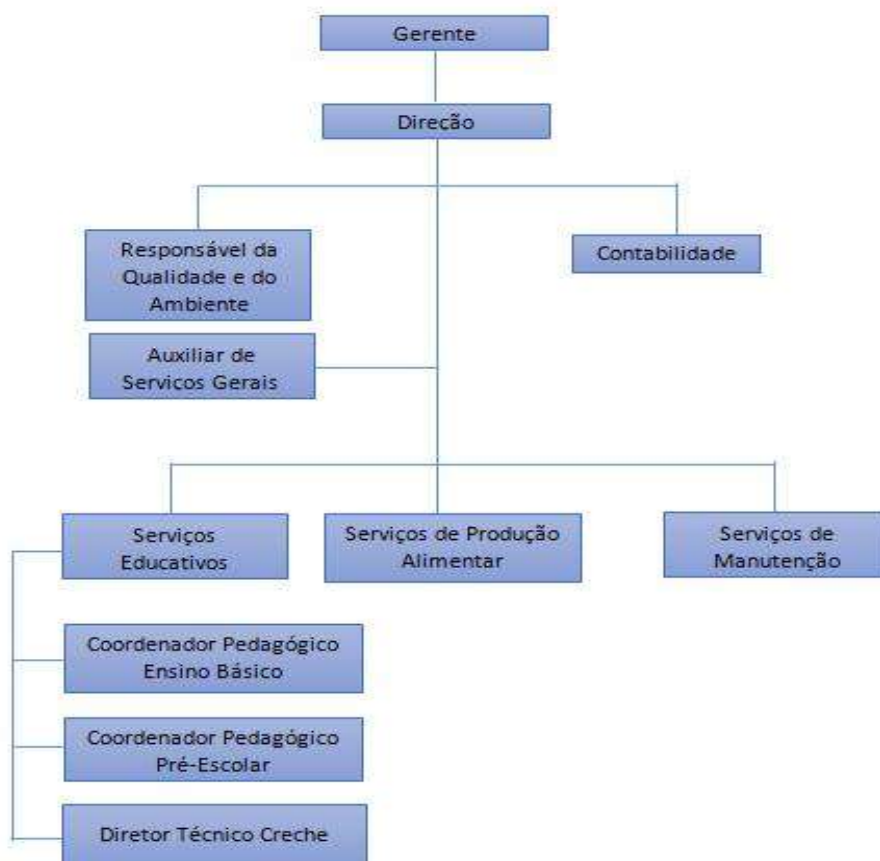 Gerente
Direção
Responsável da
Qualidade e do
Ambiente
Contabilidade
Auxiliar de
Servicos Gerais
Serviços
Educativos
Serviços de Produção
Alimentar
Serviços de
Manutenção
Coordenador Pedagógico
Ensino Básico
Coordenador Pedagógico
Pré-Escolar
Diretor Técnico Creche